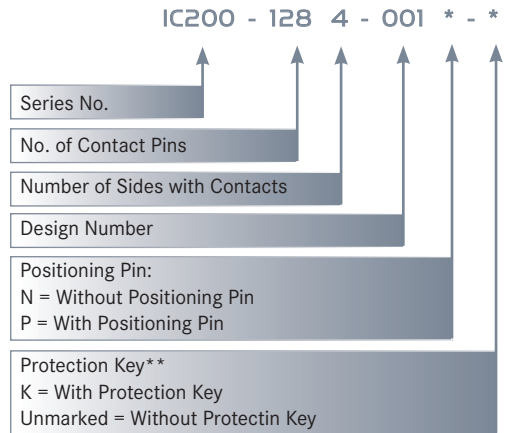 IC200 - 128 4 - 001 * - *
Series No.
No. of Contact Pins
Number of Sides with Contacts
Design Number
Positioning Pin:
N = Without Positioning Pin
P = With Positioning Pin
Protection Key**
K = With Protection Key
Unmarked = Without Protectin Key